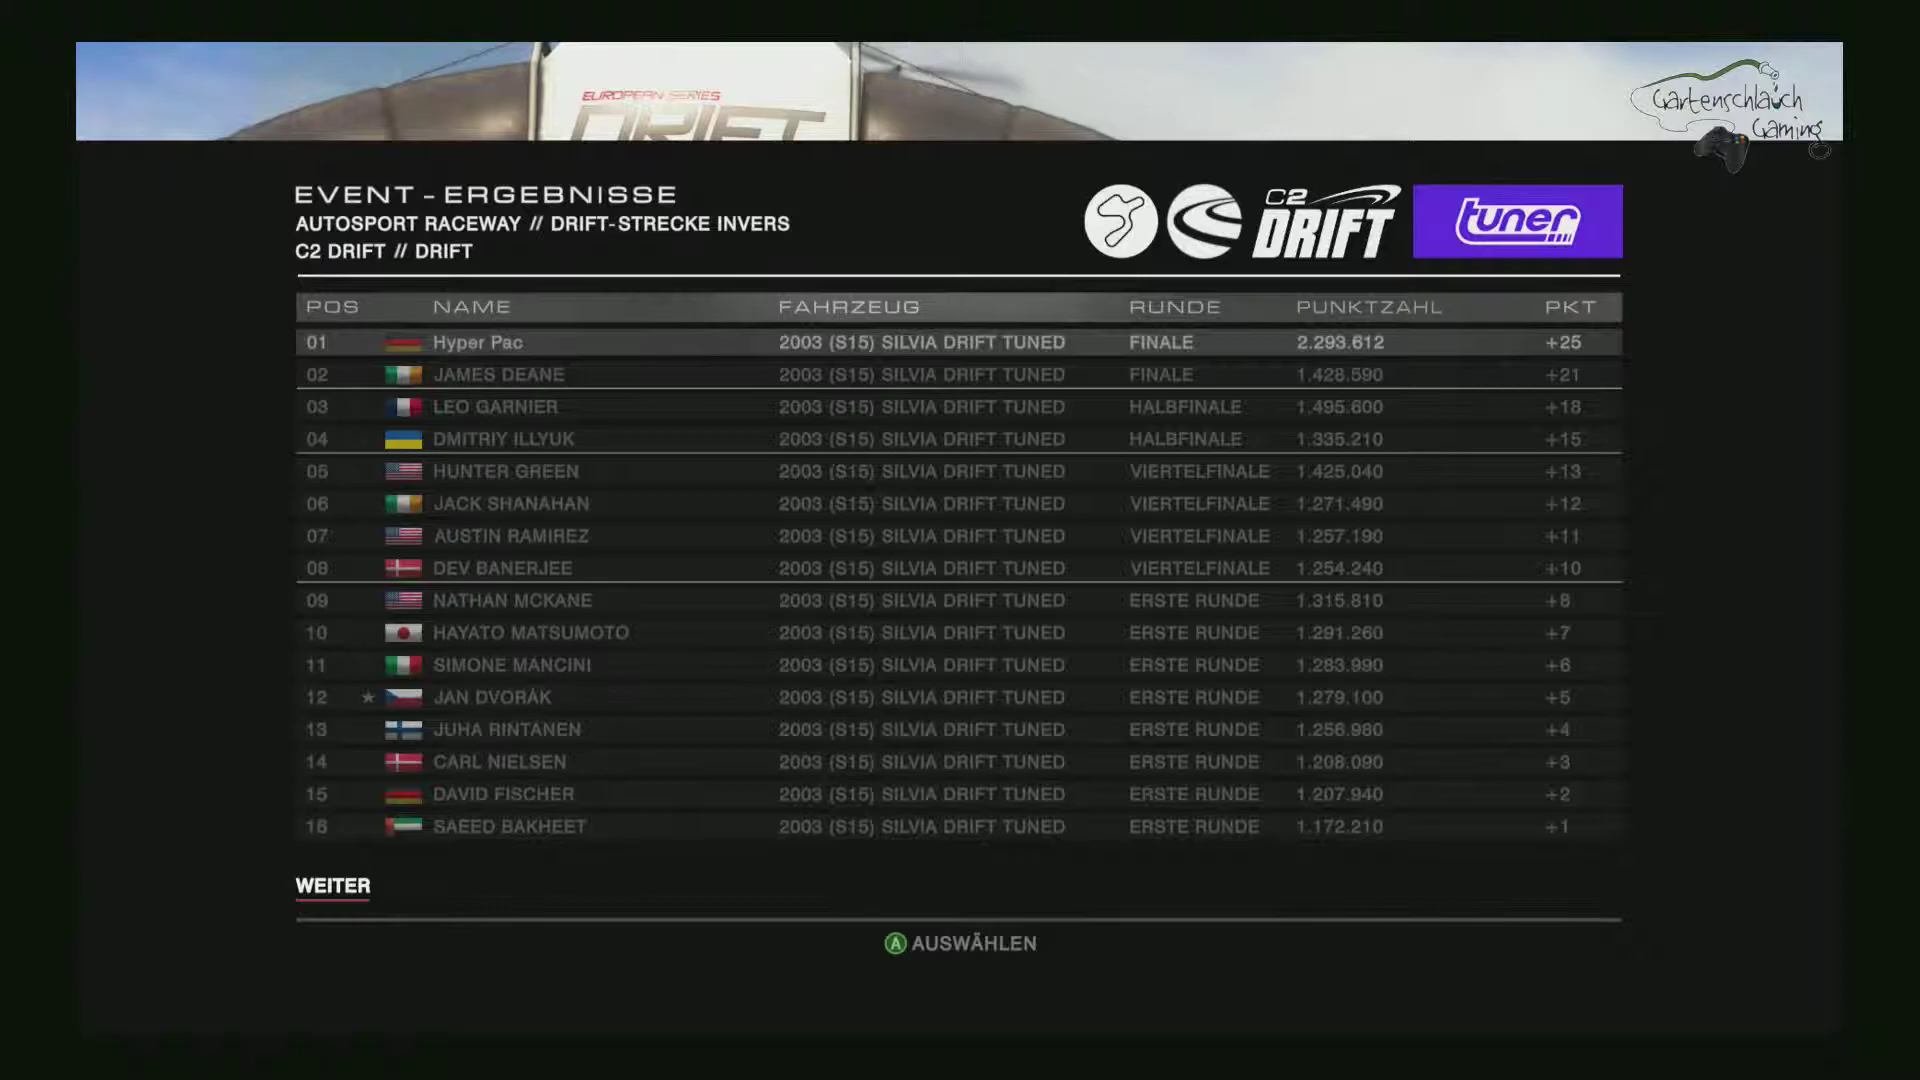 EUROPEAN SERIES
DRIFT
Gartenschlauch
Gaming
EVENT - ERGEBNISSE
AUTOSPORT RACEWAY // DRIFT-STRECKE INVERS
C2 DRIFT // DRIFT
C2
DRIFT
tuner
POS NAME FAHRZEUG RUNDE PUNKTZAHL PKT
01 Hyper Pac 2003 (S15) SILVIA DRIFT TUNED FINALE 2.293.612 +25
02 JAMES DEANE 2003 (S15) SILVIA DRIFT TUNED FINALE 1.428.590 +21
03 LEO GARNIER 2003 (S15) SILVIA DRIFT TUNED HALBFINALE 1.495.600 +18
04 DMITRIY ILLYUK 2003 (S15) SILVIA DRIFT TUNED HALBFINALE 1.335.210 +15
05 HUNTER GREEN 2003 (S15) SILVIA DRIFT TUNED VIERTELFINALE 1.425.040 +13
06 JACK SHANAHAN 2003 (S15) SILVIA DRIFT TUNED VIERTELFINALE 1.271.490 +12
07 AUSTIN RAMIREZ 2003 (S15) SILVIA DRIFT TUNED VIERTELFINALE 1.257.190 +11
08 DEV BANERJEE 2003 (S15) SILVIA DRIFT TUNED VIERTELFINALE 1.254.240 +10
09 NATHAN MCKANE 2003 (S15) SILVIA DRIFT TUNED ERSTE RUNDE 1.315.810 +8
10 HAYATO MATSUMOTO 2003 (S15) SILVIA DRIFT TUNED ERSTE RUNDE 1.291.260 +7
11 SIMONE MANCINI 2003 (S15) SILVIA DRIFT TUNED ERSTE RUNDE 1.283.990 +6
12 ★ JAN DVORÁK 2003 (S15) SILVIA DRIFT TUNED ERSTE RUNDE 1.279.100 +5
13 JUHA RINTANEN 2003 (S15) SILVIA DRIFT TUNED ERSTE RUNDE 1.256.980 +4
14 CARL NIELSEN 2003 (S15) SILVIA DRIFT TUNED ERSTE RUNDE 1.208.090 +3
15 DAVID FISCHER 2003 (S15) SILVIA DRIFT TUNED ERSTE RUNDE 1.207.940 +2
16 SAEED BAKHEET 2003 (S15) SILVIA DRIFT TUNED ERSTE RUNDE 1.172.210 +1
WEITER
A AUSWÄHLEN